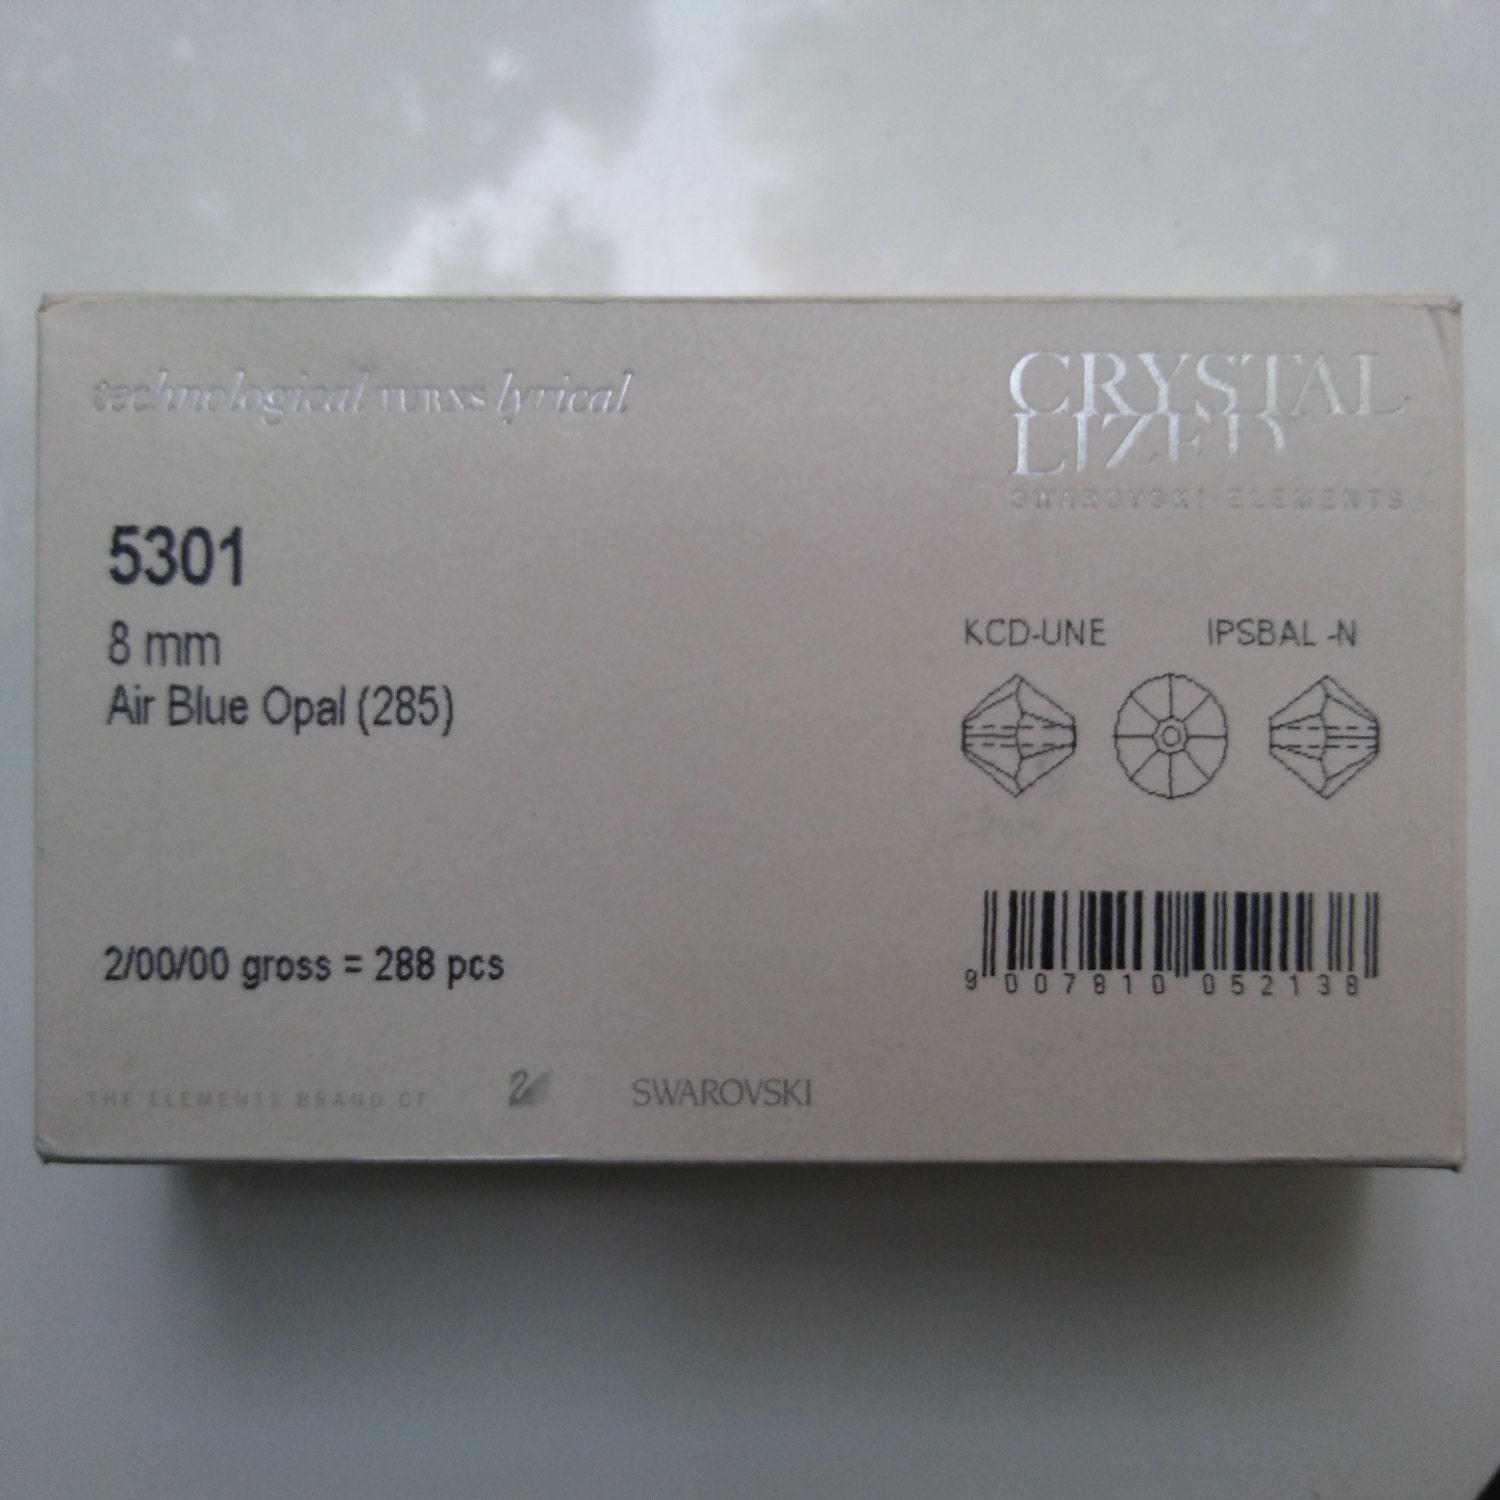 technological TURNS lyrical
CRYSTAL
LIZED
SWAROVSKI ELEMENTS
5301
8 mm
Air Blue Opal (285)
KCD-UNE IPSBAL -N
2/00/00 gross = 288 pcs
9 007810 052138
THE ELEMENTS BRAND OF SWAROVSKI